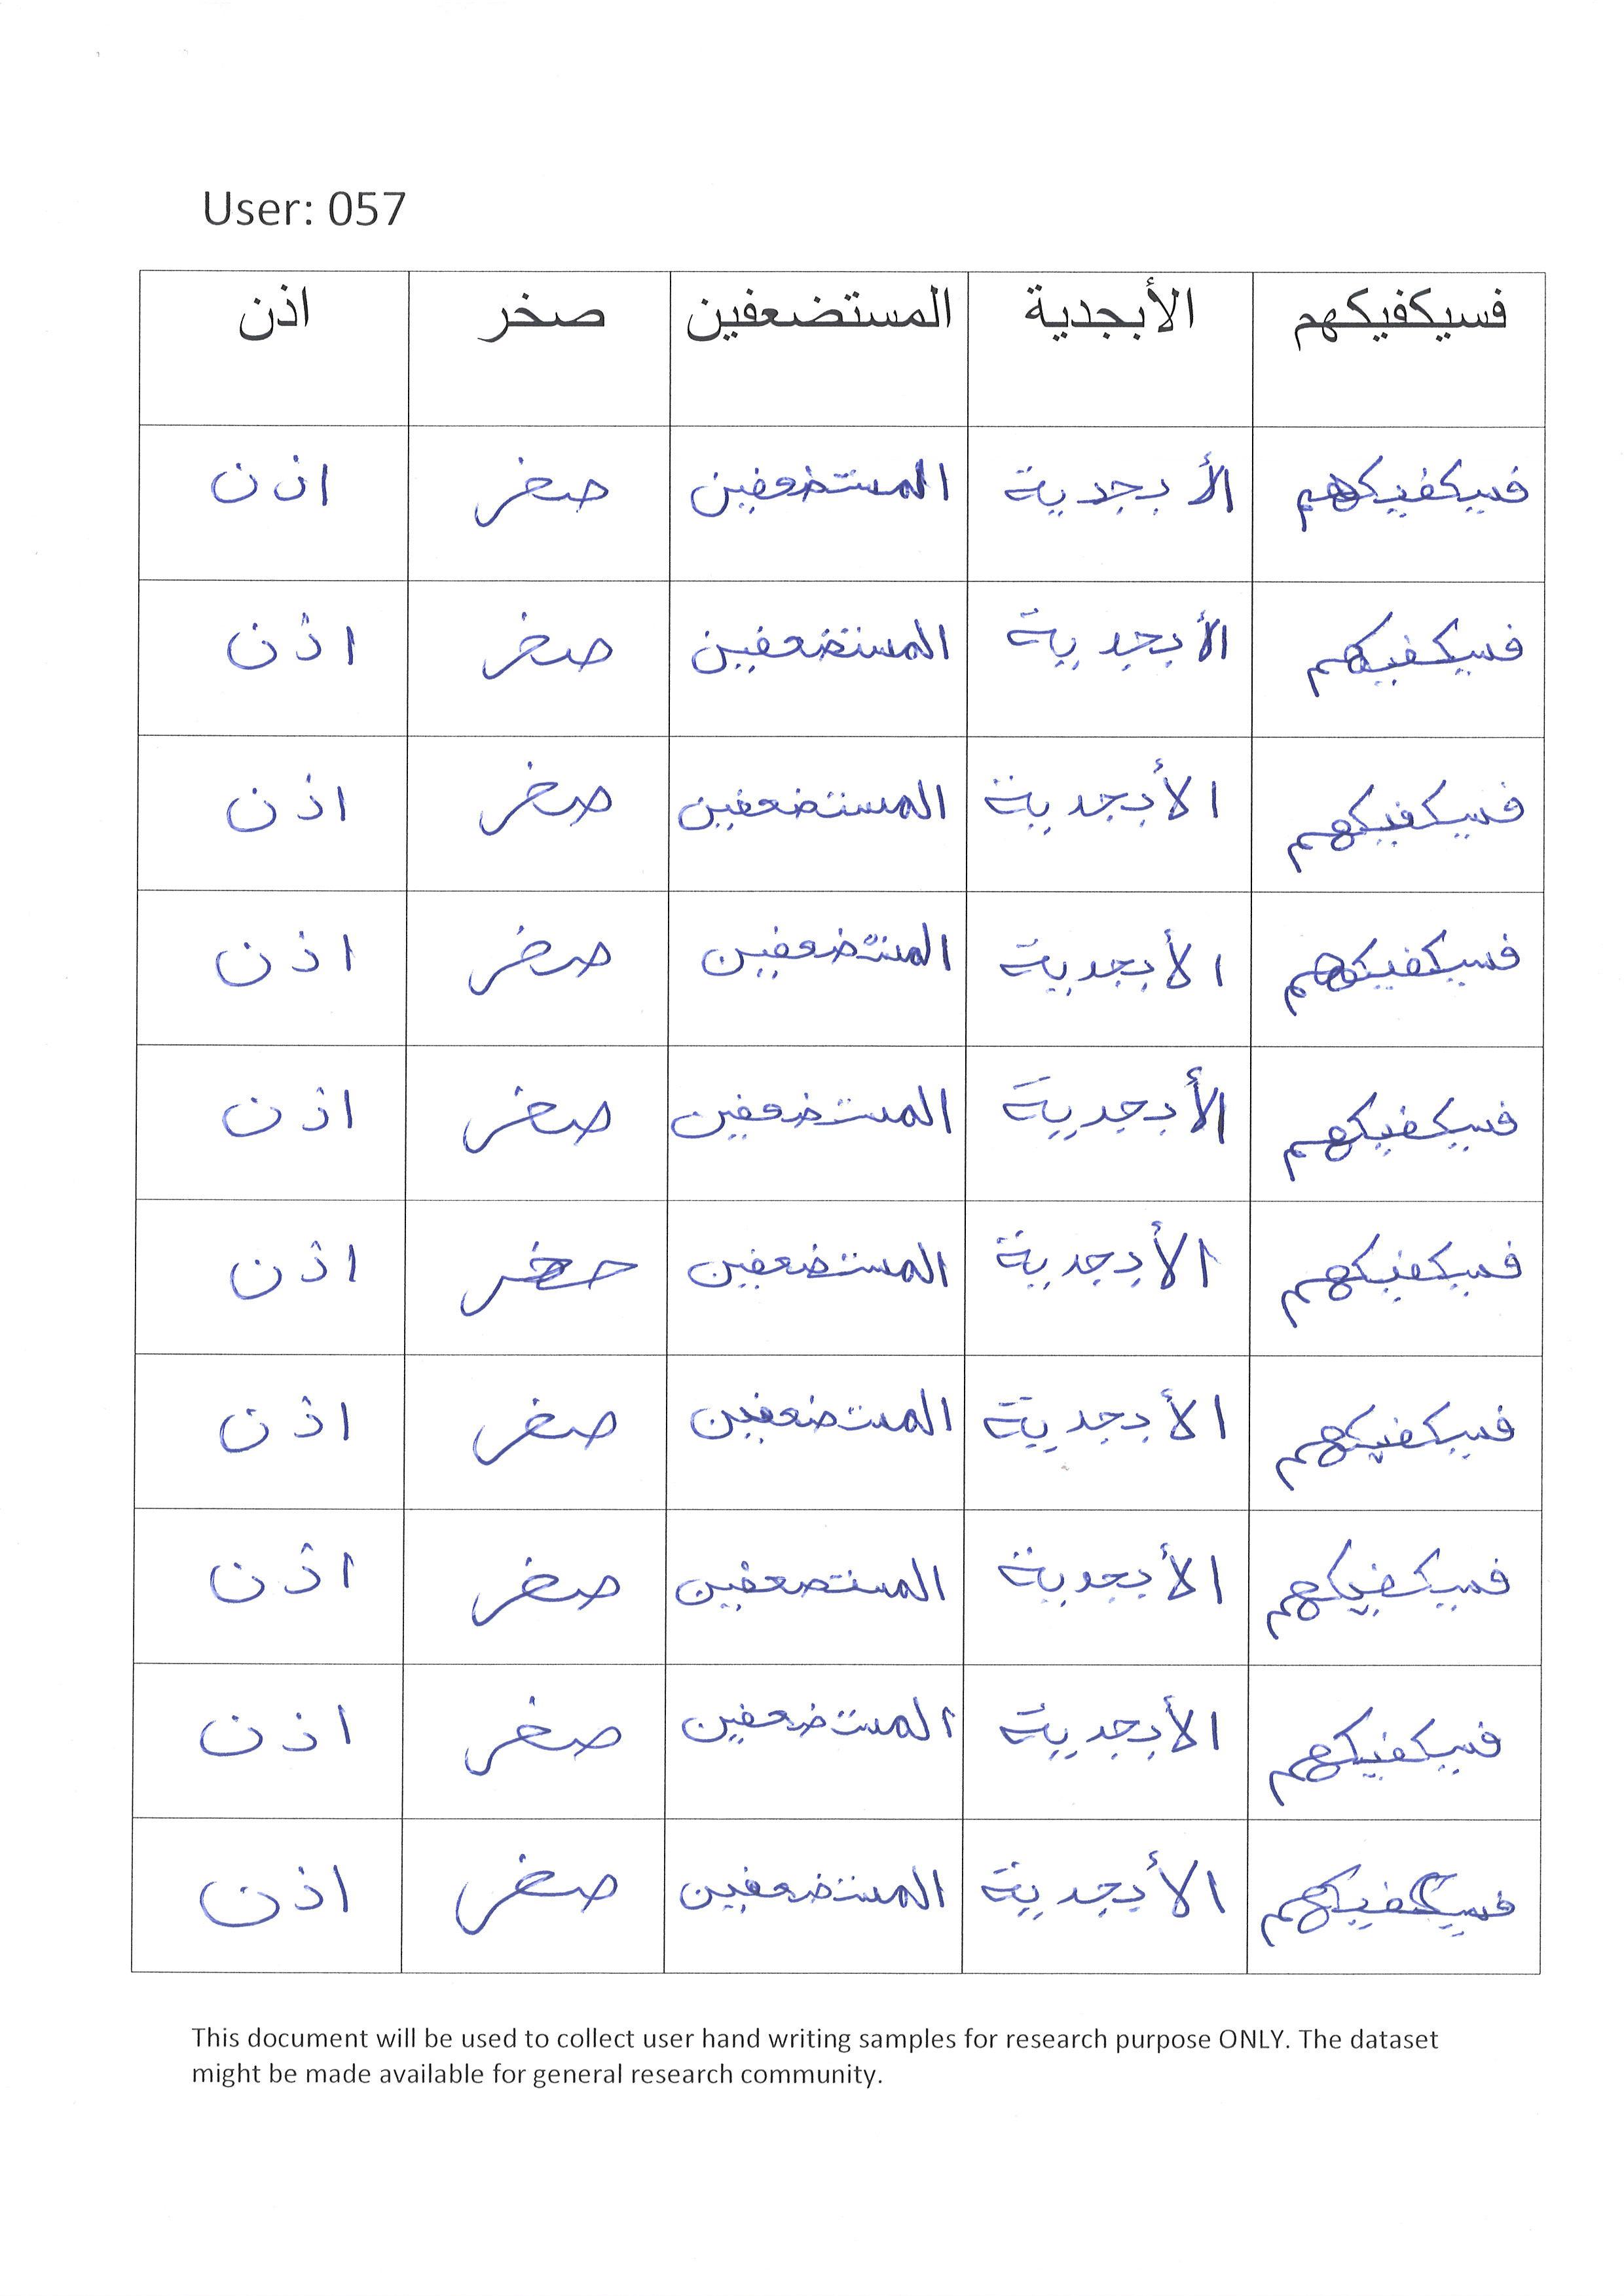 User: 057
فسيكفيكهم الأبجدية المستضعفين صخر اذن
فسيكفيكهم الأبجدية المستضعفين صخر اذن
فسيكفيكهم الأبجدية المستضعفين صخر اذن
فسيكفيكهم الأبجدية المستضعفين صخر اذن
فسيكفيكهم الأبجدية المستضعفين صخر اذن
فسيكفيكهم الأبجدية المستضعفين صخر اذن
فسيكفيكهم الأبجدية المستضعفين صخر اذن
فسيكفيكهم الأبجدية المستضعفين صخر اذن
فسيكفيكهم الأبجدية المستضعفين صخر اذن
فسيكفيكهم الأبجدية المستضعفين صخر اذن
فسيكفيكهم الأبجدية المستضعفين صخر اذن
This document will be used to collect user hand writing samples for research purpose ONLY. The dataset
might be made available for general research community.